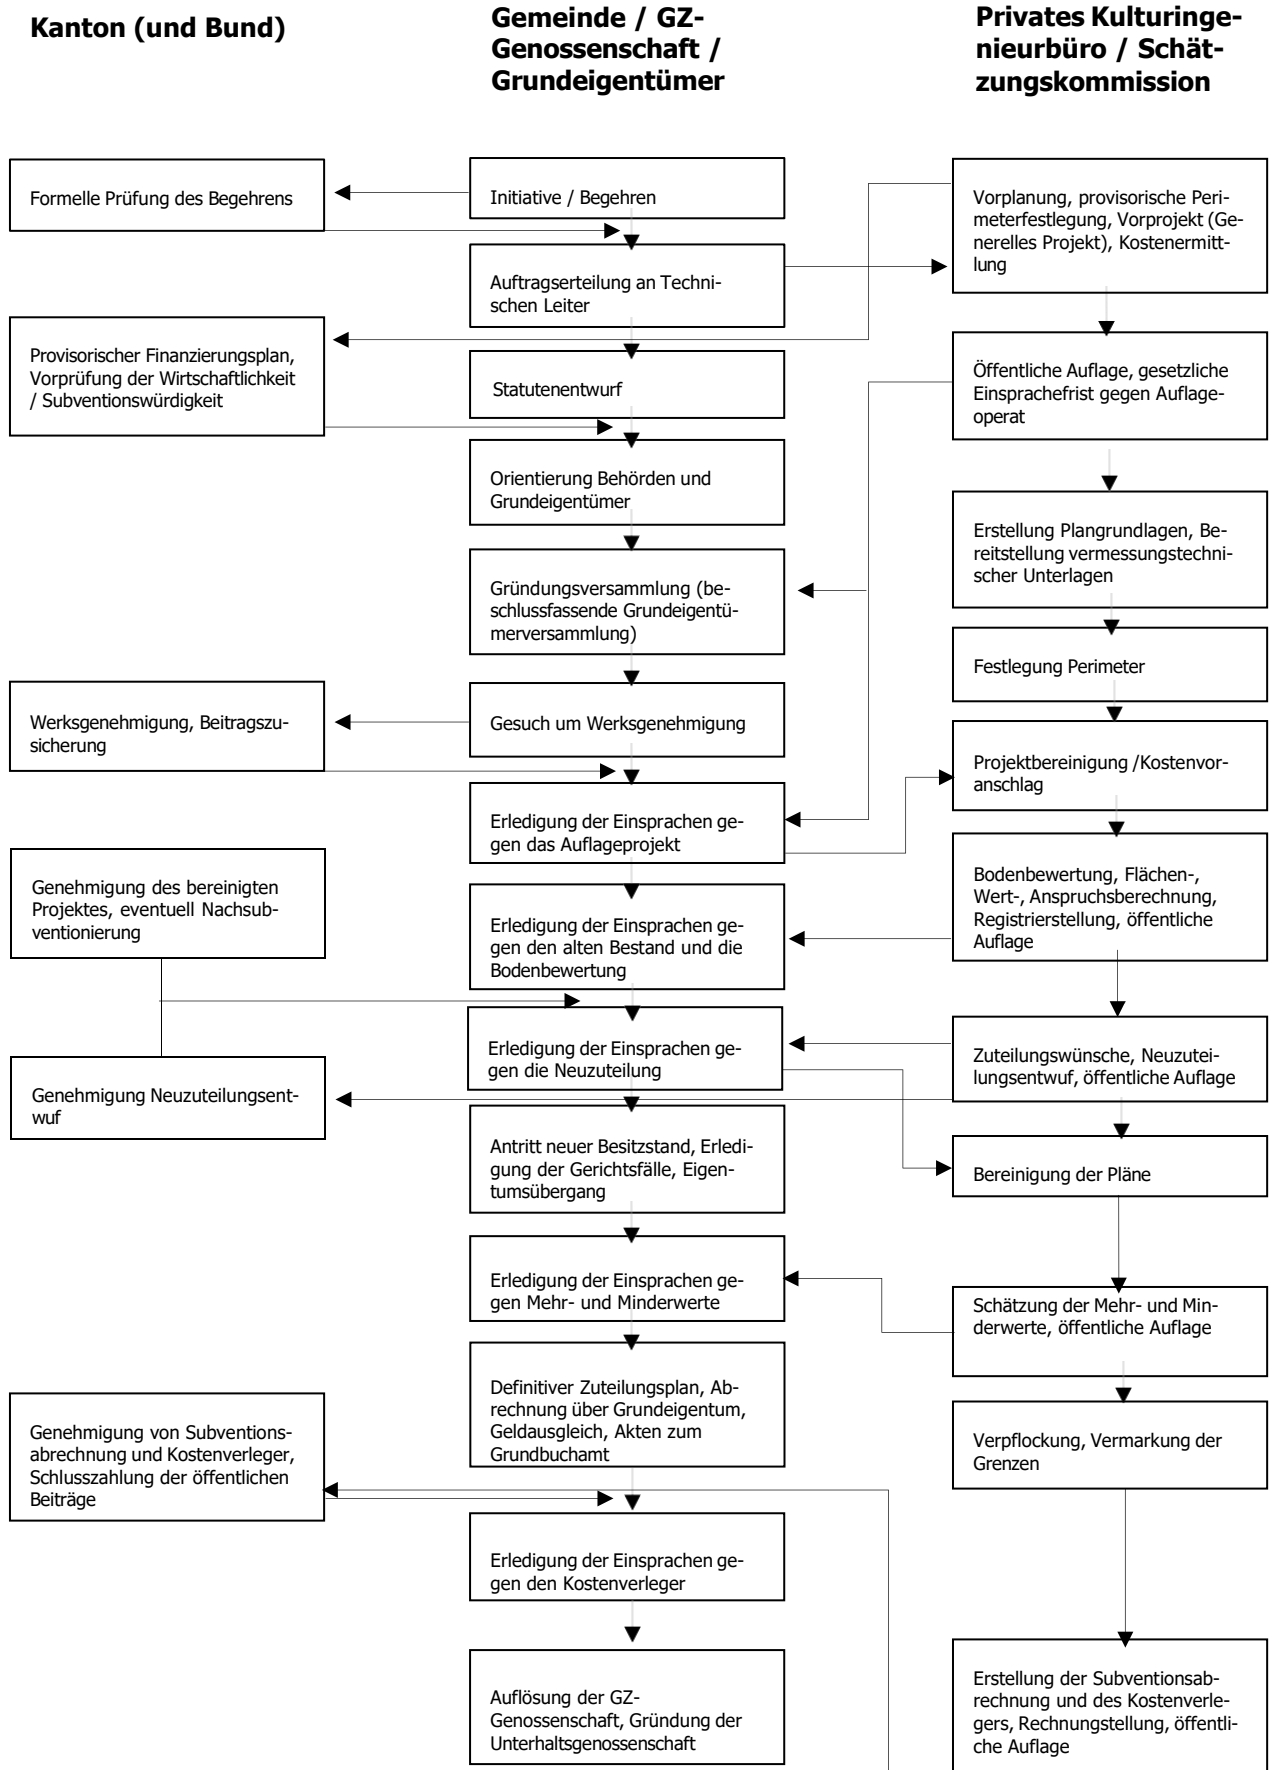 Kanton (und Bund)
Gemeinde / GZ-
Genossenschaft /
Grundeigentümer
Privates Kulturinge-
nieurbüro / Schät-
zungskommission
Formelle Prüfung des Begehrens
Initiative / Begehren
Vorplanung, provisorische Peri-
meterfestlegung, Vorprojekt (Ge-
nerelles Projekt), Kostenermitt-
lung
Auftragserteilung an Techni-
schen Leiter
Provisorischer Finanzierungsplan,
Vorprüfung der Wirtschaftlichkeit
/ Subventionswürdigkeit
Statutenentwurf
Öffentliche Auflage, gesetzliche
Einsprachefrist gegen Auflage-
operat
Orientierung Behörden und
Grundeigentümer
Erstellung Plangrundlagen, Be-
reitstellung vermessungstechni-
scher Unterlagen
Gründungsversammlung (be-
schlussfassende Grundeigentü-
merversammlung)
Festlegung Perimeter
Werksgenehmigung, Beitragszu-
sicherung
Gesuch um Werksgenehmigung
Projektbereinigung /Kostenvor-
anschlag
Erledigung der Einsprachen ge-
gen das Auflageprojekt
Genehmigung des bereinigten
Projektes, eventuell Nachsub-
ventionierung
Erledigung der Einsprachen ge-
gen den alten Bestand und die
Bodenbewertung
Bodenbewertung, Flächen-,
Wert-, Anspruchsberechnung,
Registrierstellung, öffentliche
Auflage
Erledigung der Einsprachen ge-
gen die Neuzuteilung
Zuteilungswünsche, Neuzutei-
lungsentwuf, öffentliche Auflage
Genehmigung Neuzuteilungsent-
wuf
Antritt neuer Besitzstand, Erledi-
gung der Gerichtsfälle, Eigen-
tumsübergang
Bereinigung der Pläne
Erledigung der Einsprachen ge-
gen Mehr- und Minderwerte
Schätzung der Mehr- und Min-
derwerte, öffentliche Auflage
Definitiver Zuteilungsplan, Ab-
rechnung über Grundeigentum,
Geldausgleich, Akten zum
Grundbuchamt
Genehmigung von Subventions-
abrechnung und Kostenverleger,
Schlusszahlung der öffentlichen
Beiträge
Verpflockung, Vermarkung der
Grenzen
Erledigung der Einsprachen ge-
gen den Kostenverleger
Auflösung der GZ-
Genossenschaft, Gründung der
Unterhaltsgenossenschaft
Erstellung der Subventionsab-
rechnung und des Kostenverle-
gers, Rechnungstellung, öffentli-
che Auflage